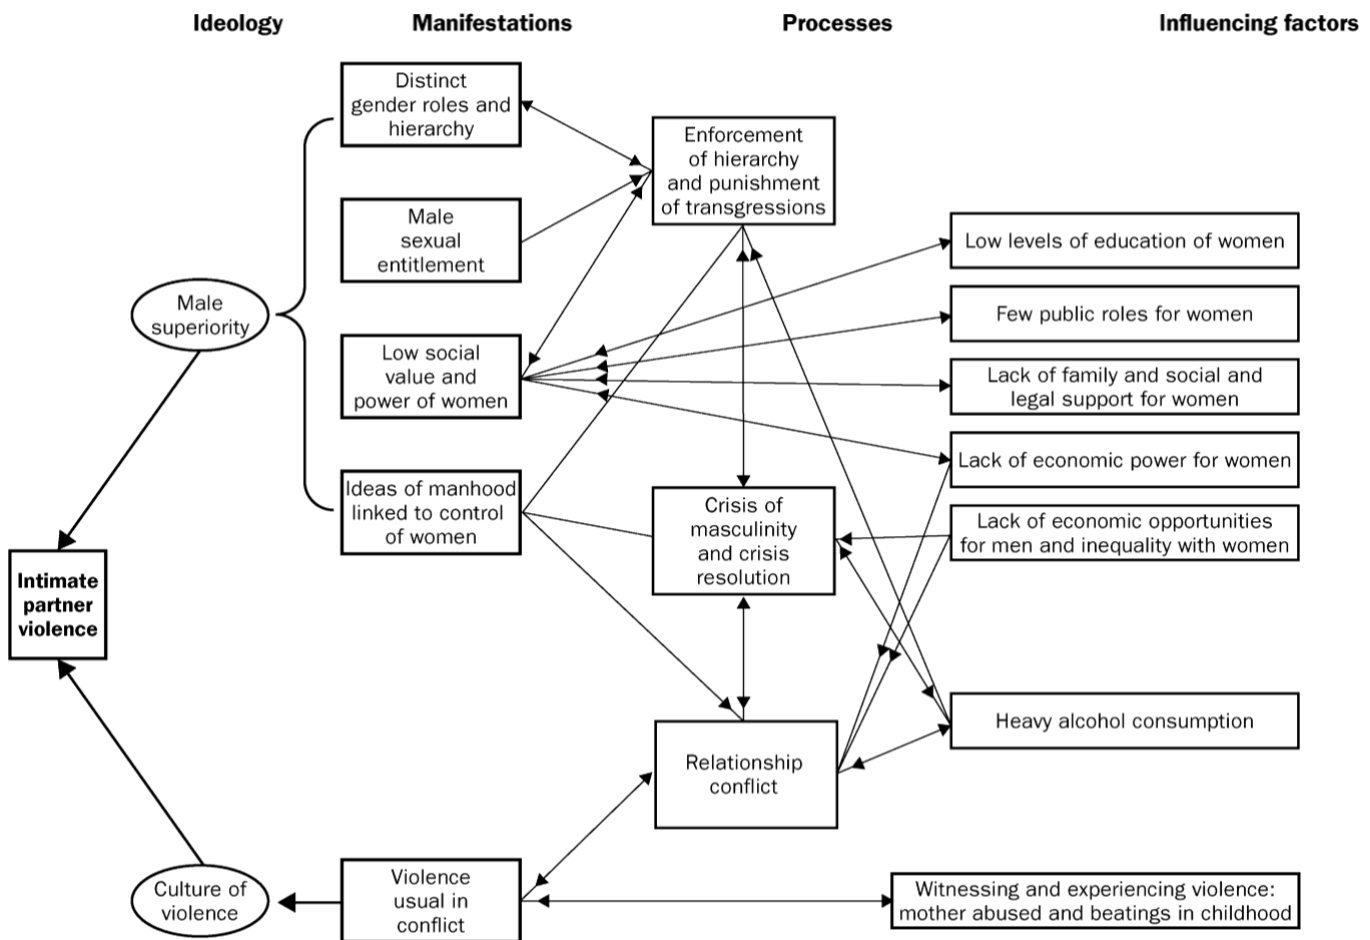 Ideology
Manifestations
Processes
Influencing factors
Distinct
gender roles and
hierarchy
Enforcement
of hierarchy
and punishment
of transgressions
Male
sexual
entitlement
Low levels of education of women
Male
superiority
Few public roles for women
Low social
value and
power of women
Lack of family and social and
legal support for women
Lack of economic power for women
Ideas of manhood
linked to control
of women
Crisis of
masculinity
and crisis
resolution
Lack of economic opportunities
for men and inequality with women
Intimate
partner
violence
Heavy alcohol consumption
Relationship
conflict
Culture of
violence
Violence
usual in
conflict
Witnessing and experiencing violence:
mother abused and beatings in childhood